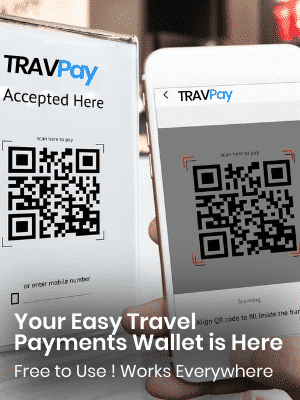 TRAVPay
Accepted Here
scan here to pay
or enter mobile number
TRAVPay
scan here to pay
Scanning
Align QR code to fill inside the fram
Your Easy Travel
Payments Wallet is Here
Free to Use ! Works Everywhere